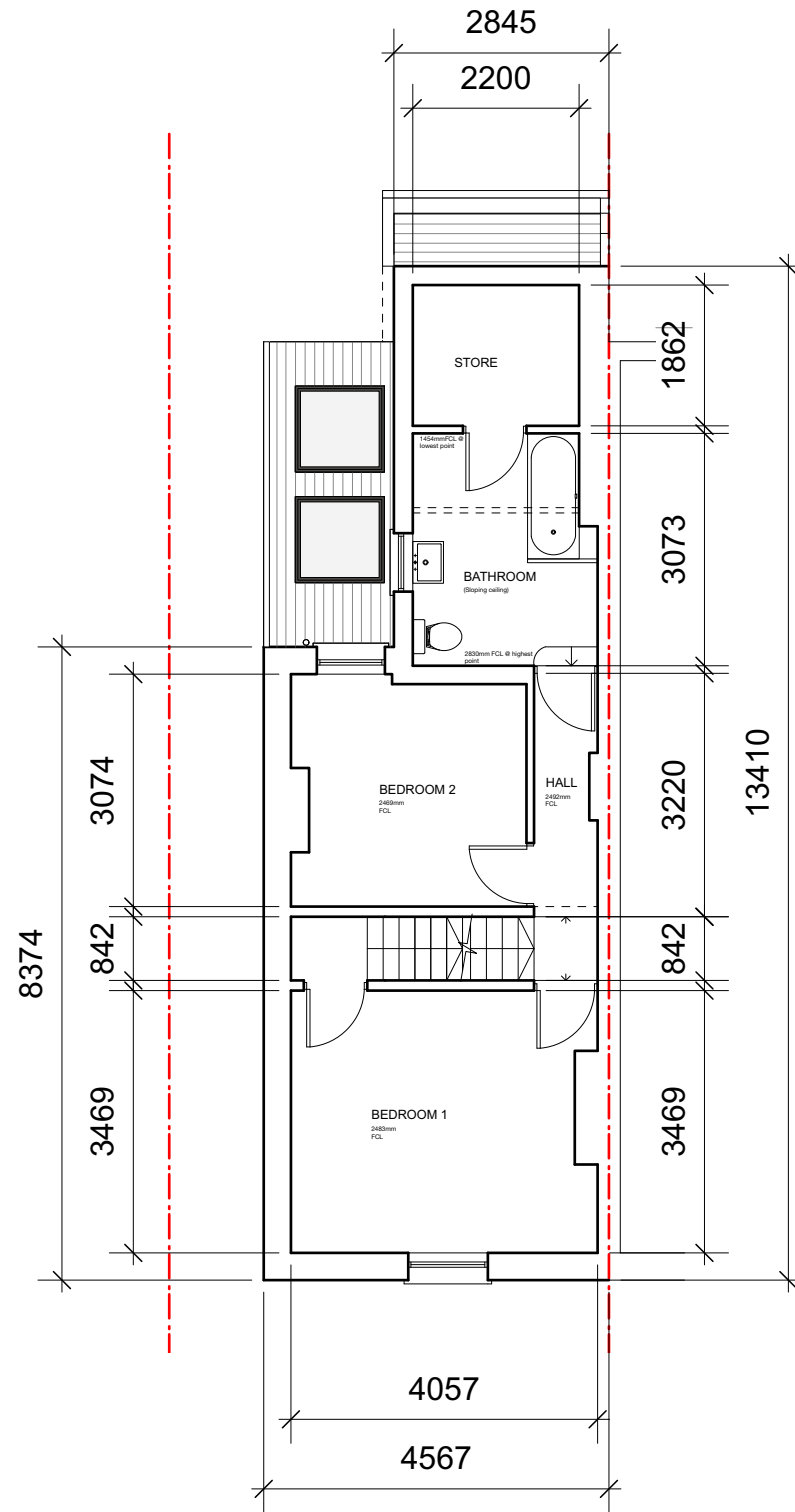 2845
2200
STORE
1862
1454mmFCL @
lowest point
3073
BATHROOM
(Sloping ceiling)
2830mm FCL @ highest
point
3074
BEDROOM 2
2469mm
FCL
HALL
2492mm
FCL
3220
13410
8374
842
842
3469
BEDROOM 1
2483mm
FCL
3469
4057
4567